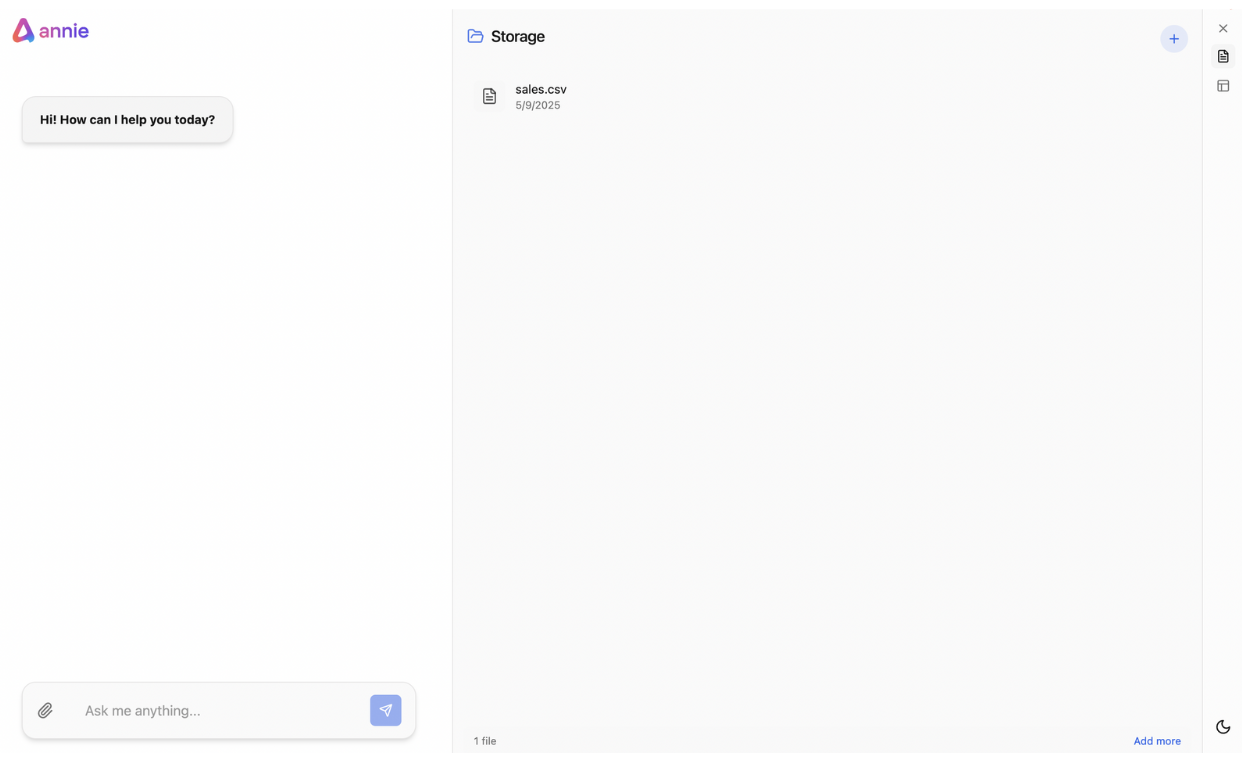 annie
Hi! How can I help you today?
Ask me anything...
Storage
sales.csv
5/9/2025
1 file
Add more